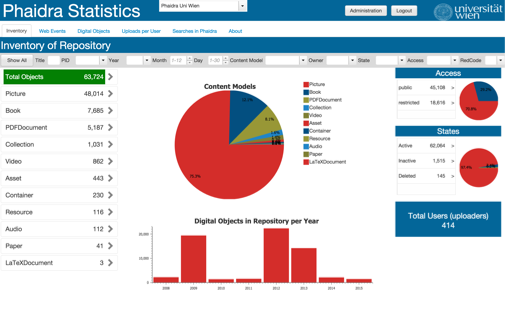 Phaidra Statistics
Phaidra Uni Wien
Administration
Logout
universität
wien
Inventory
Web Events
Digital Objects
Uploads per User
Searches in Phaidra
About
Inventory of Repository
Show All
Title
PID
Year
Month
1-12
Day
1-30
Content Model
Owner
State
Access
RedCode
Total Objects 63,724
Picture 48,014
Book 7,685
PDFDocument 5,187
Collection 1,031
Video 862
Asset 443
Container 230
Resource 116
Audio 112
Paper 41
LaTeXDocument 3
Content Models
75.3%
12.1%
8.1%
1.6%
Picture
Book
PDFDocument
Collection
Video
Asset
Container
Resource
Audio
Paper
LaTeXDocument
Digital Objects in Repository per Year
20,000
10,000
0
2008 2009 2010 2011 2012 2013 2014 2015
Access
public 45,108 >
restricted 18,616 >
70.8%
States
Active 62,064 >
Inactive 1,515 >
Deleted 145 >
97.4%
Total Users (uploaders)
414